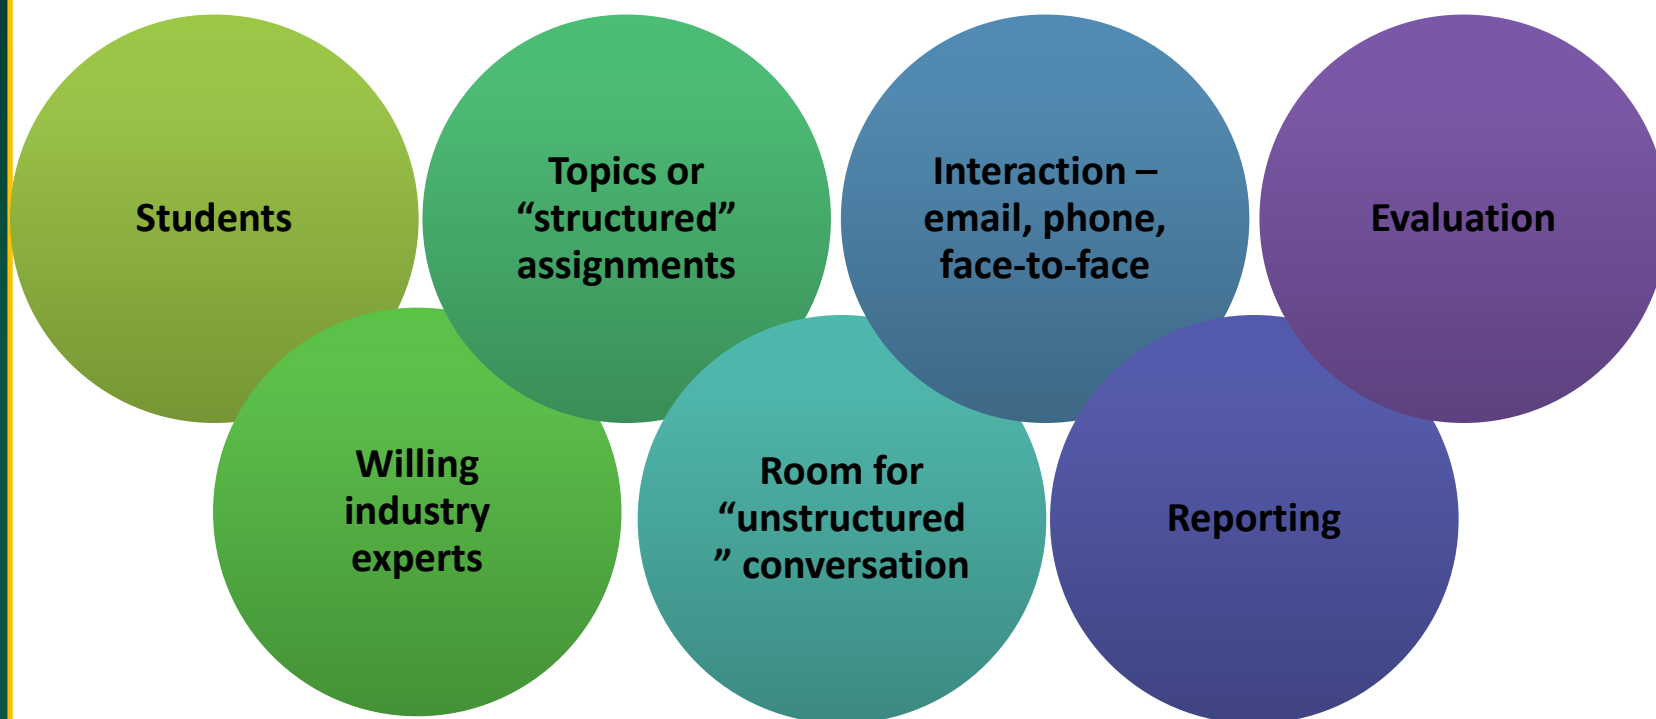 Students
Willing
industry
experts
Topics or
“structured”
assignments
Room for
“unstructured
” conversation
Interaction –
email, phone,
face-to-face
Reporting
Evaluation